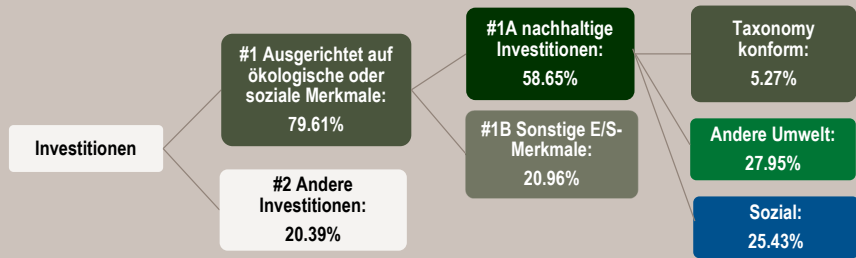 Investitionen
#1 Ausgerichtet auf
ökologische oder
soziale Merkmale:
79.61%
#2 Andere
Investitionen:
20.39%
#1A nachhaltige
Investitionen:
58.65%
#1B Sonstige E/S-
Merkmale:
20.96%
Taxonomy
konform:
5.27%
Andere Umwelt:
27.95%
Sozial:
25.43%